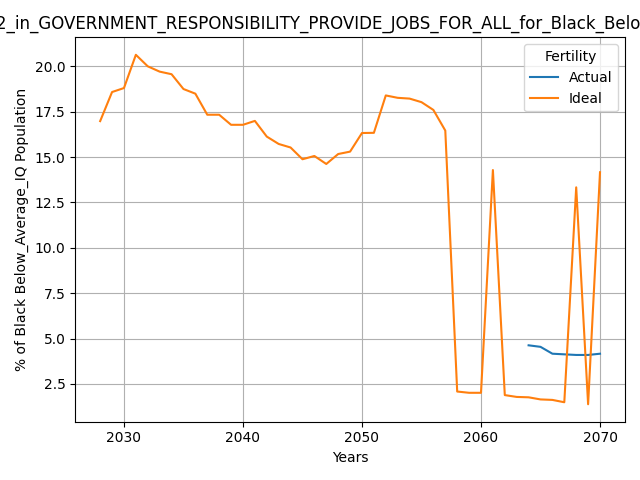 2_in_GOVERNMENT_RESPONSIBILITY_PROVIDE_JOBS_FOR_ALL_for_Black_Belo
Fertility
Actual
Ideal
% of Black Below_Average_IQ Population
20.0
17.5
15.0
12.5
10.0
7.5
5.0
2.5
2030
2040
2050
2060
2070
Years